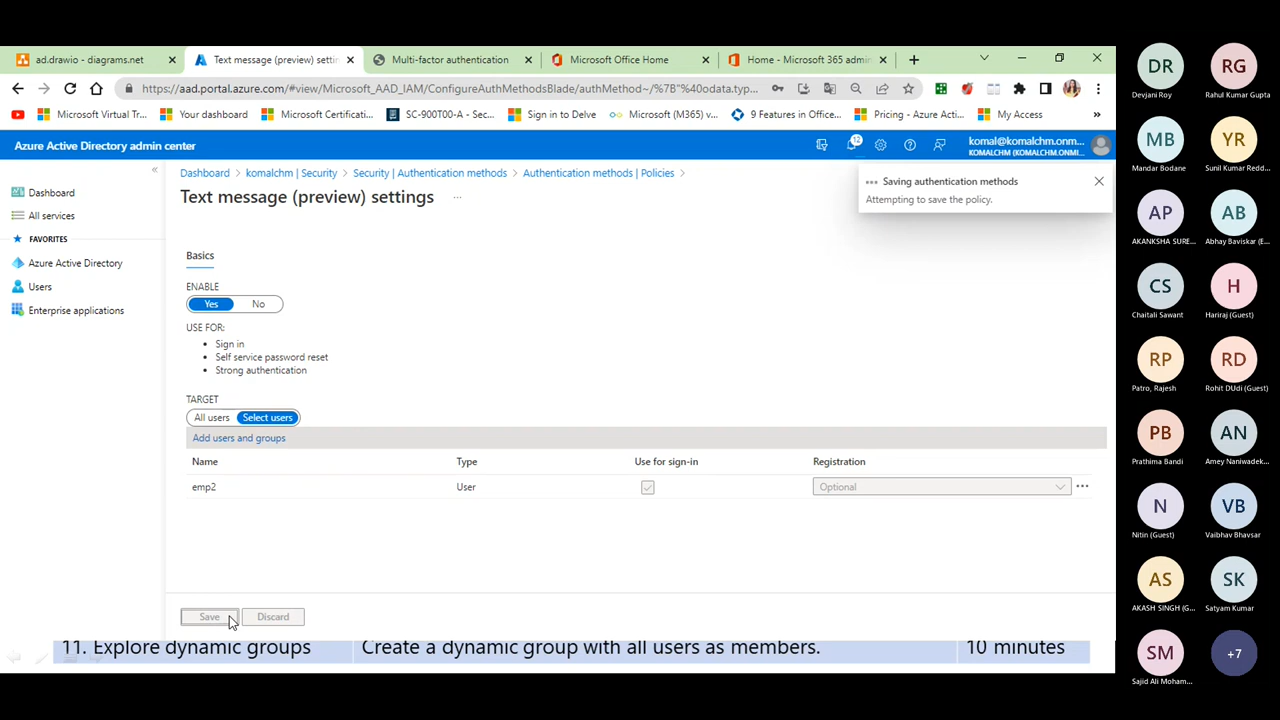 ad.drawio - diagrams.net
Text message (preview) settin
Multi-factor authentication
Microsoft Office Home
Home - Microsoft 365 admin
https://aad.portal.azure.com/#view/Microsoft_AAD_IAM/ConfigureAuthMethodsBlade/authMethod~/%7B"%40odata.typ...
Microsoft Virtual Tr...
Your dashboard
Microsoft Certificati...
SC-900T00-A - Sec...
Sign in to Delve
Microsoft (M365) v...
9 Features in Office...
Pricing - Azure Acti...
My Access
»
Azure Active Directory admin center
12
komal@komalchm.onm...
KOMALCHM (KOMALCHM.ONMI...
«
Dashboard
All services
FAVORITES
Azure Active Directory
Users
Enterprise applications
Dashboard > komalchm | Security > Security | Authentication methods > Authentication methods | Policies >
Text message (preview) settings ...
Saving authentication methods
Attempting to save the policy.
Basics
ENABLE
Yes No
USE FOR:
• Sign in
• Self service password reset
• Strong authentication
TARGET
All users Select users
Add users and groups
Name Type Use for sign-in Registration
emp2 User Optional ...
Save Discard
11. Explore dynamic groups Create a dynamic group with all users as members. 10 minutes
DR
Devjani Roy
RG
Rahul Kumar Gupta
MB
Mandar Bodane
YR
Sunil Kumar Redd...
AP
AKANKSHA SURE...
AB
Abhay Baviskar (E...
CS
Chaitali Sawant
H
Hariraj (Guest)
RP
Patro, Rajesh
RD
Rohit DUdi (Guest)
PB
Prathima Bandi
AN
Amey Naniwadek...
N
Nitin (Guest)
VB
Vaibhav Bhavsar
AS
AKASH SINGH (G...
SK
Satyam Kumar
SM
Sajid Ali Moham...
+7